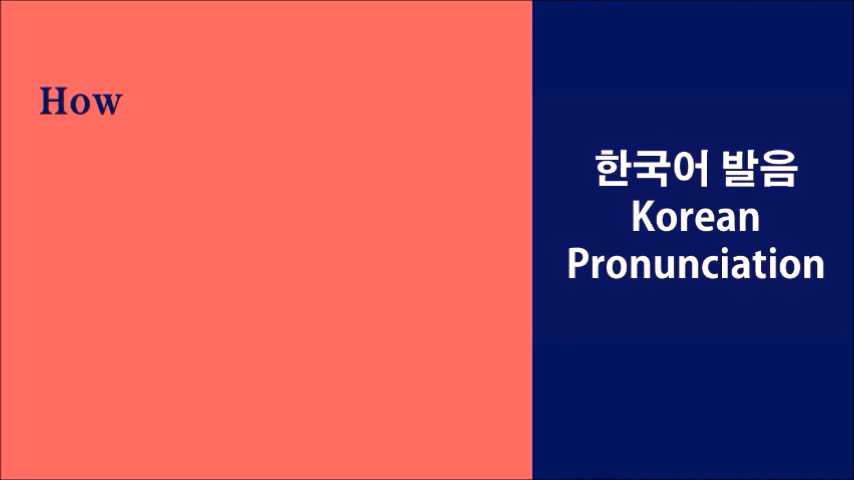 How
한국어 발음
Korean
Pronunciation